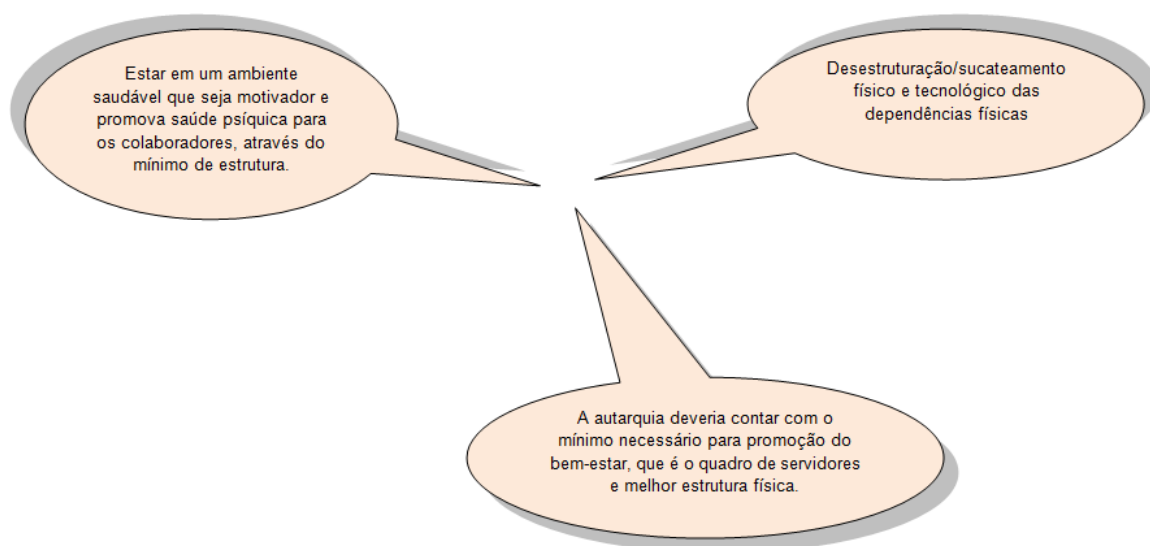 Estar em um ambiente
saudável que seja motivador e
promova saúde psíquica para
os colaboradores, através do
mínimo de estrutura.
Desestruturação/sucateamento
físico e tecnológico das
dependências físicas
A autarquia deveria contar com o
mínimo necessário para promoção do
bem-estar, que é o quadro de servidores
e melhor estrutura física.